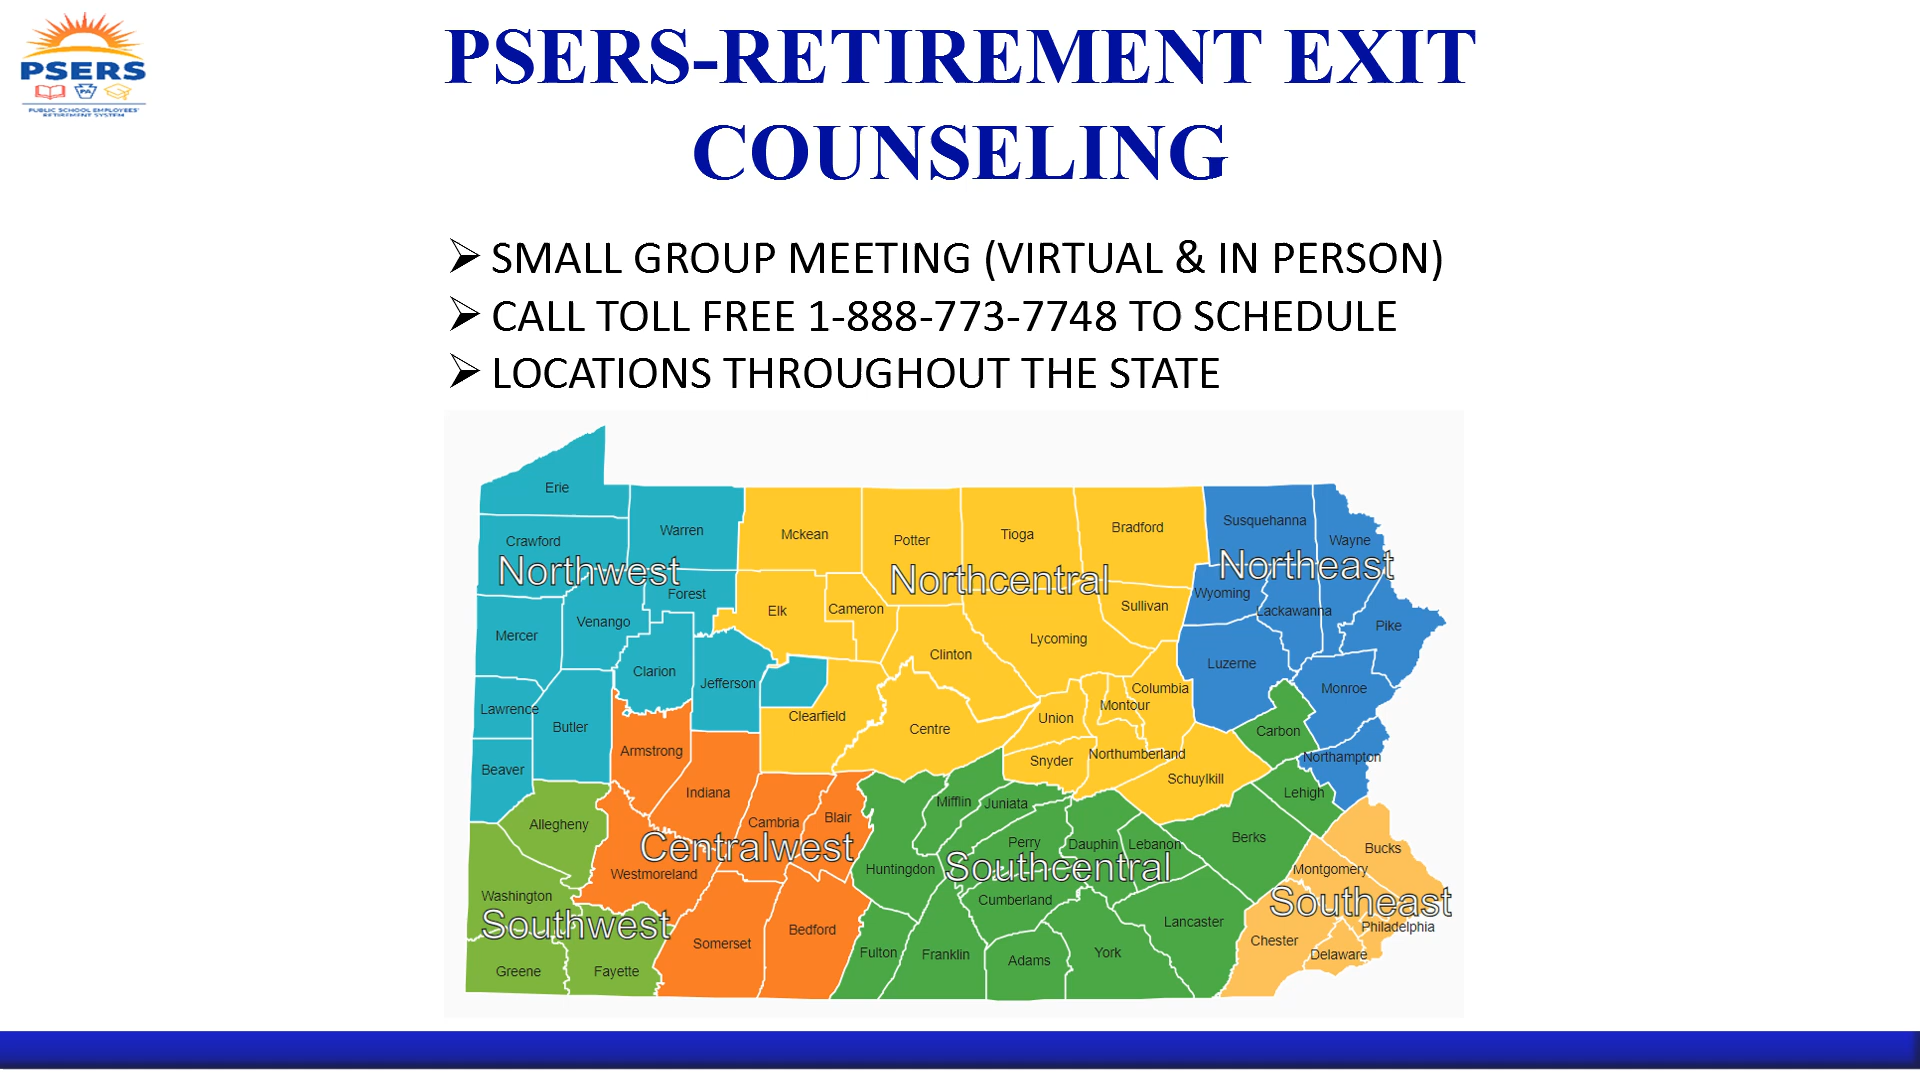 PSERS
PA
PUBLIC SCHOOL EMPLOYEES'
RETIREMENT SYSTEM
PSERS-RETIREMENT EXIT
COUNSELING
SMALL GROUP MEETING (VIRTUAL & IN PERSON)
CALL TOLL FREE 1-888-773-7748 TO SCHEDULE
LOCATIONS THROUGHOUT THE STATE
Erie
Crawford
Warren
Northwest
Forest
Mercer
Venango
Clarion
Jefferson
Lawrence
Butler
Beaver
Mckean
Potter
Tioga
Bradford
Northcentral
Elk
Cameron
Sullivan
Lycoming
Clinton
Columbia
Montour
Union
Clearfield
Centre
Northumberland
Snyder
Schuylkill
Susquehanna
Wayne
Northeast
Wyoming
Lackawanna
Pike
Luzerne
Monroe
Northampton
Armstrong
Indiana
Cambria
Blair
Centralwest
Westmoreland
Somerset
Bedford
Allegheny
Washington
Southwest
Greene
Fayette
Carbon
Lehigh
Mifflin
Juniata
Perry
Dauphin
Lebanon
Berks
Huntingdon
Southcentral
Cumberland
Lancaster
Fulton
Franklin
Adams
York
Bucks
Montgomery
Southeast
Philadelphia
Chester
Delaware